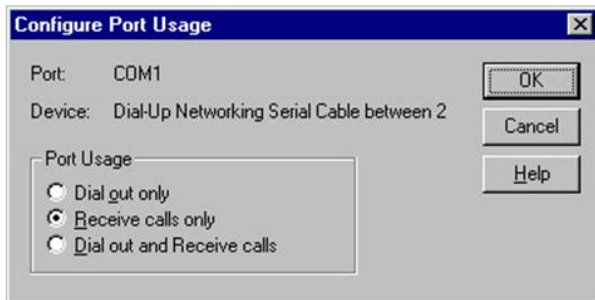 Configure Port Usage
Port: COM1
Device: Dial-Up Networking Serial Cable between 2
Port Usage
Dial out only
Receive calls only
Dial out and Receive calls
OK
Cancel
Help